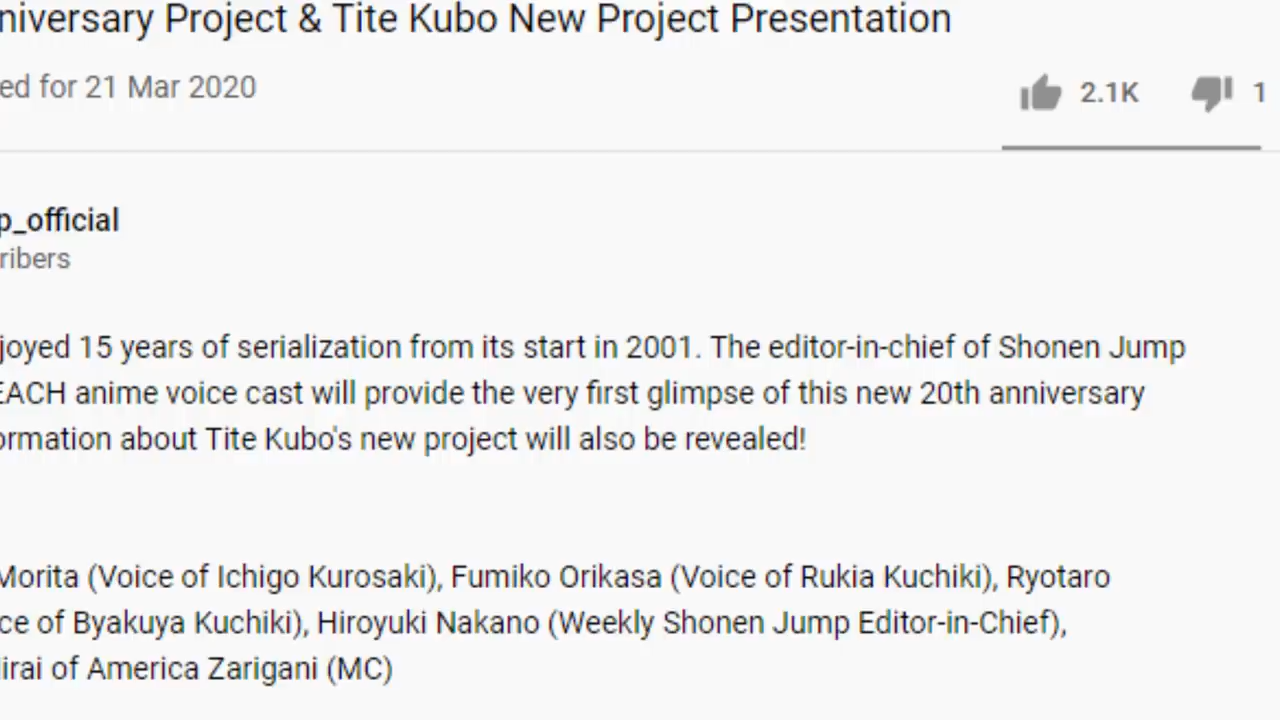 niversary Project & Tite Kubo New Project Presentation
ed for 21 Mar 2020
2.1K
1
p_official
ribers
joyed 15 years of serialization from its start in 2001. The editor-in-chief of Shonen Jump
EACH anime voice cast will provide the very first glimpse of this new 20th anniversary
ormation about Tite Kubo's new project will also be revealed!
Morita (Voice of Ichigo Kurosaki), Fumiko Orikasa (Voice of Rukia Kuchiki), Ryotaro
ce of Byakuya Kuchiki), Hiroyuki Nakano (Weekly Shonen Jump Editor-in-Chief),
irai of America Zarigani (MC)